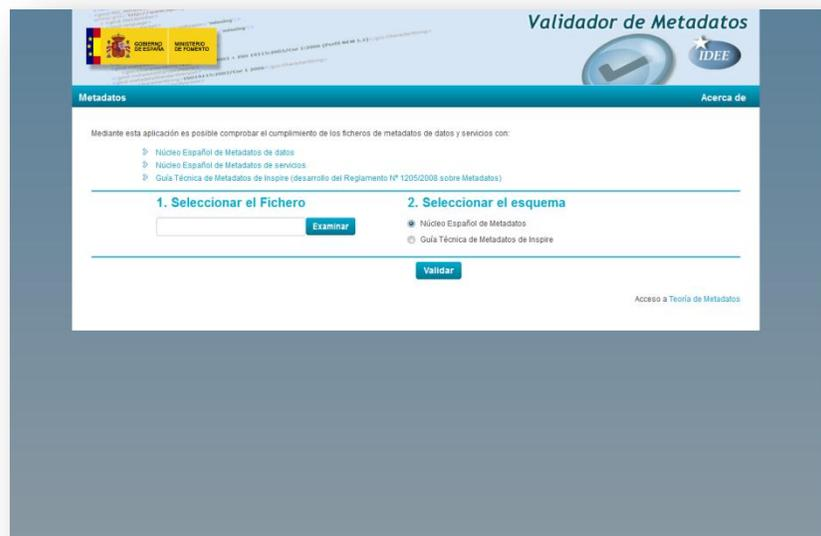 Validador de Metadatos
GOBIERNO DE ESPAÑA
MINISTERIO DE FOMENTO
IDEE
Metadatos
Acerca de
Mediante esta aplicación es posible comprobar el cumplimiento de los ficheros de metadatos de datos y servicios con:
Núcleo Español de Metadatos de datos
Núcleo Español de Metadatos de servicios
Guía Técnica de Metadatos de Inspire (desarrollo del Reglamento Nº 1205/2008 sobre Metadatos)
1. Seleccionar el Fichero
Examinar
2. Seleccionar el esquema
Núcleo Español de Metadatos
Guía Técnica de Metadatos de Inspire
Validar
Acceso a Teoría de Metadatos